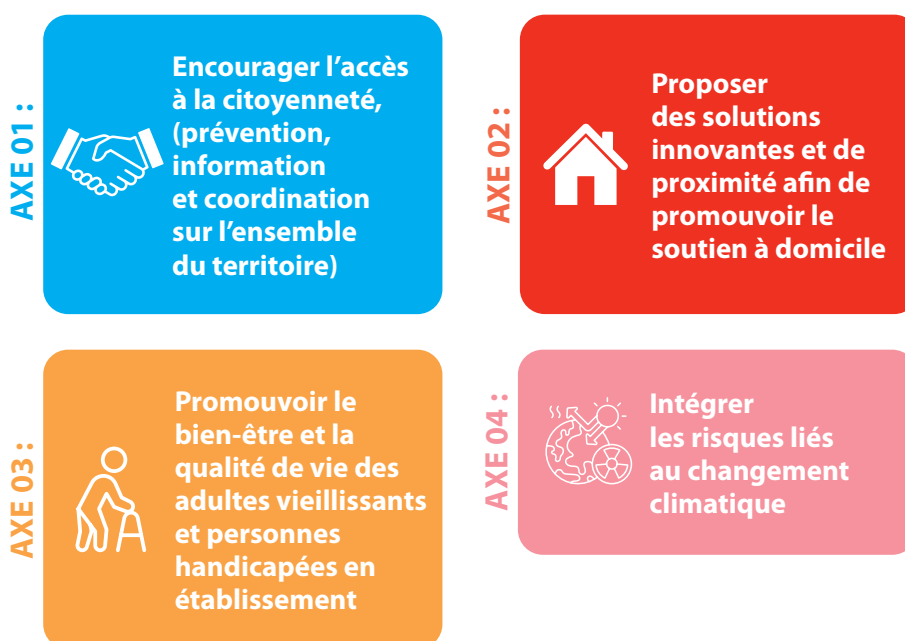 AXE 01 :
Encourager l’accès
à la citoyenneté,
(prévention,
information
et coordination
sur l’ensemble
du territoire)
AXE 02 :
Proposer
des solutions
innovantes et de
proximité afin de
promouvoir le
soutien à domicile
AXE 03 :
Promouvoir le
bien-être et la
qualité de vie des
adultes vieillissants
et personnes
handicapées en
établissement
AXE 04 :
Intégrer
les risques liés
au changement
climatique